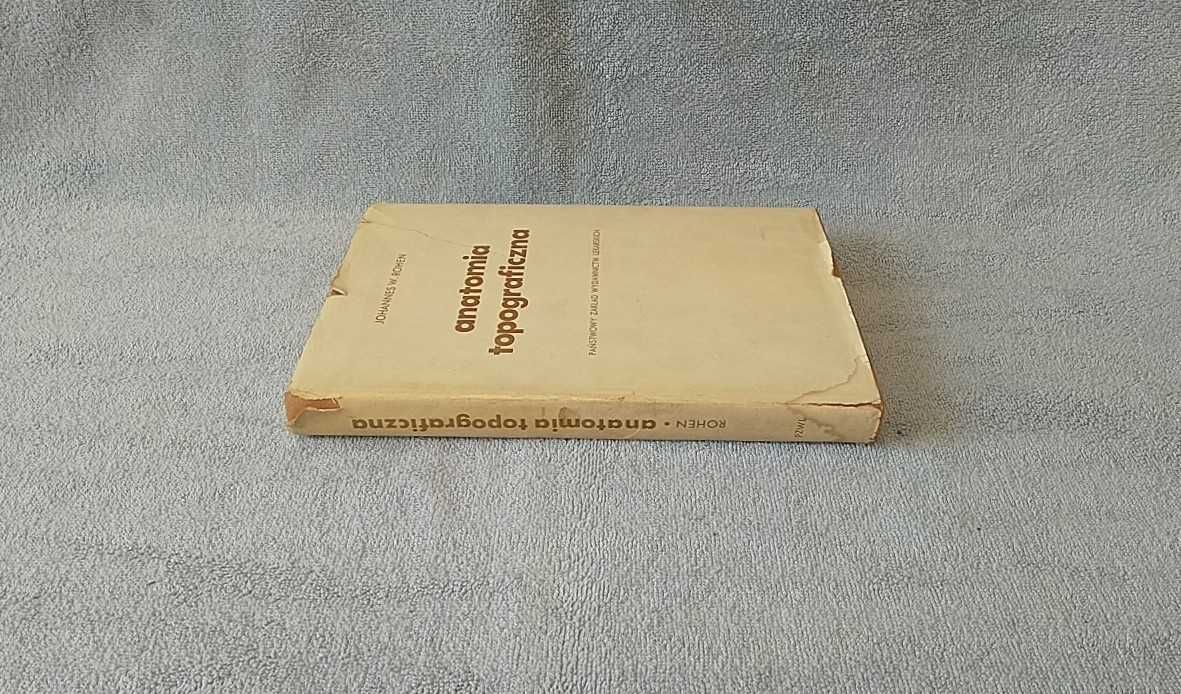 JOHANNES W. ROHEN
anatomia
topograficzna
PAŃSTWOWY ZAKŁAD WYDAWNICTW LEKARSKICH
ROHEN • anatomia topograficzna
PZWL